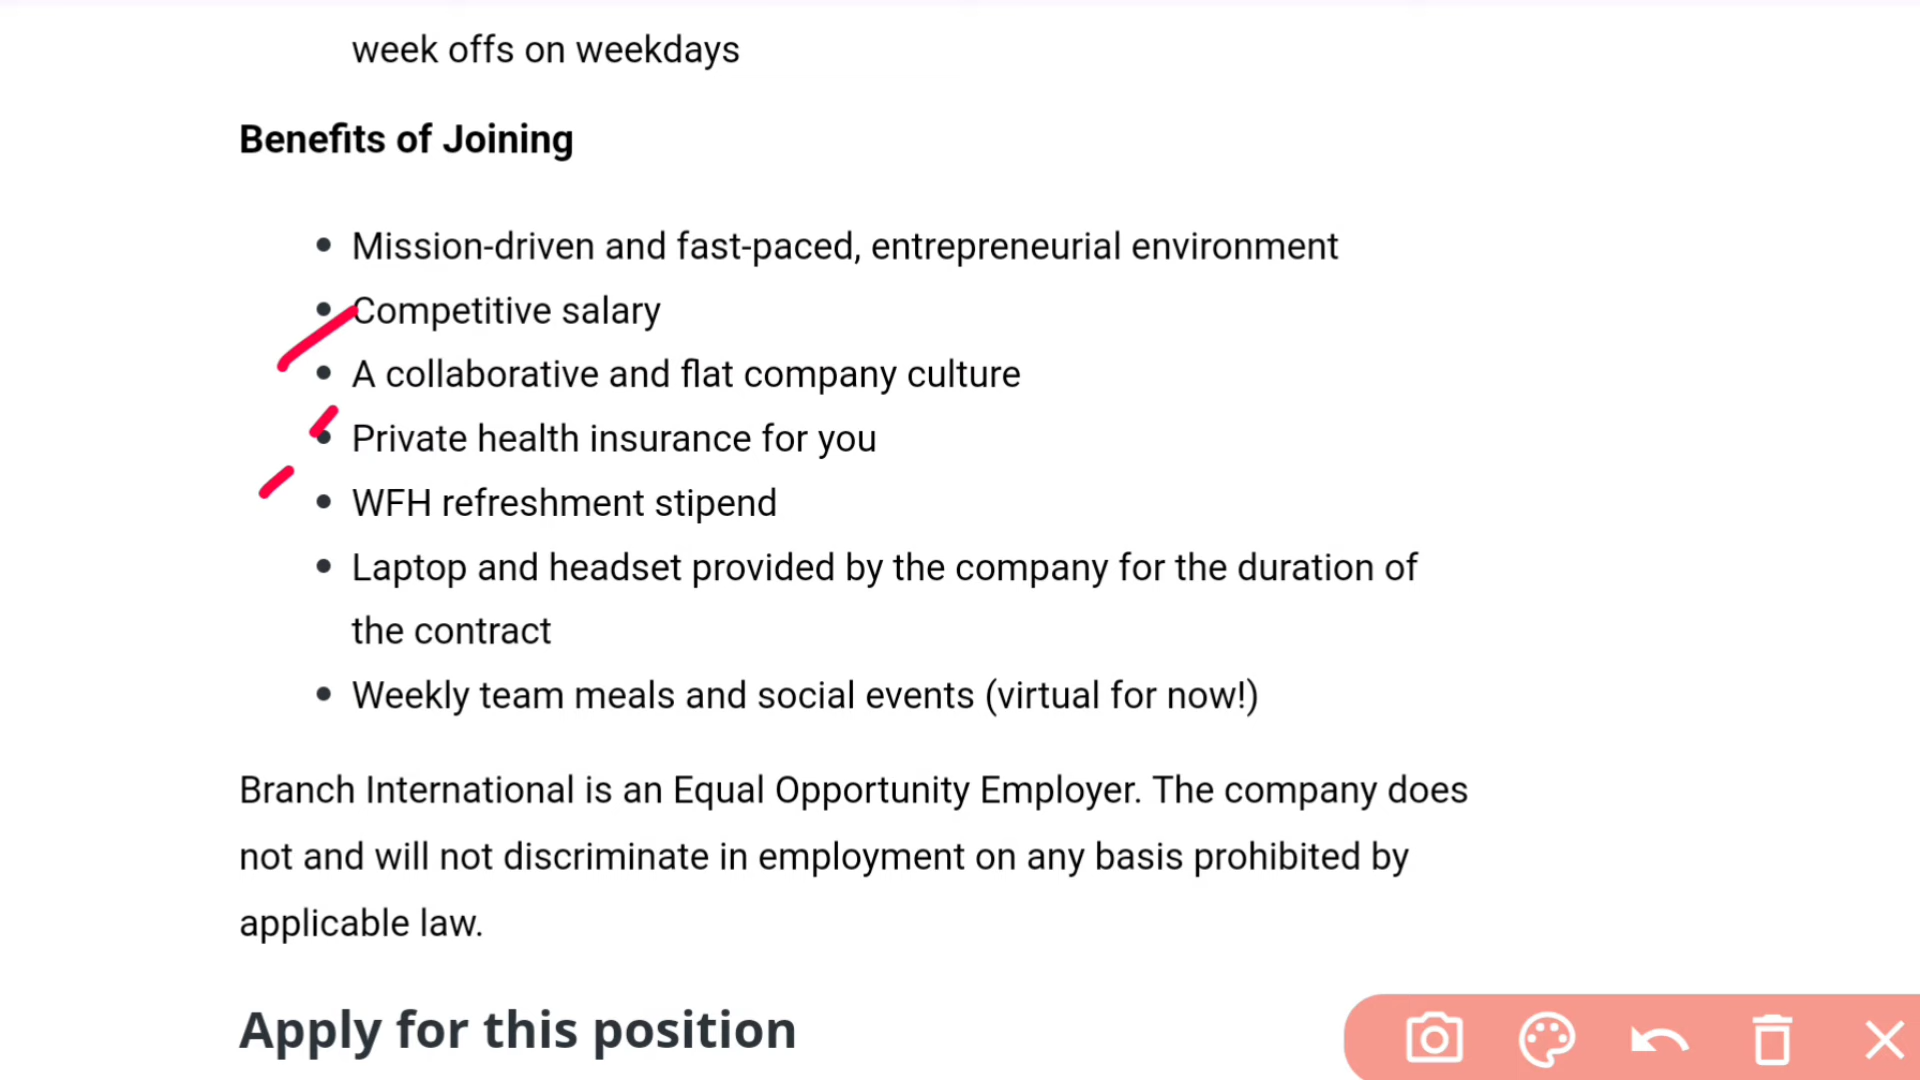 week offs on weekdays
Benefits of Joining
Mission-driven and fast-paced, entrepreneurial environment
Competitive salary
A collaborative and flat company culture
Private health insurance for you
WFH refreshment stipend
Laptop and headset provided by the company for the duration of
the contract
Weekly team meals and social events (virtual for now!)
Branch International is an Equal Opportunity Employer. The company does
not and will not discriminate in employment on any basis prohibited by
applicable law.
Apply for this position